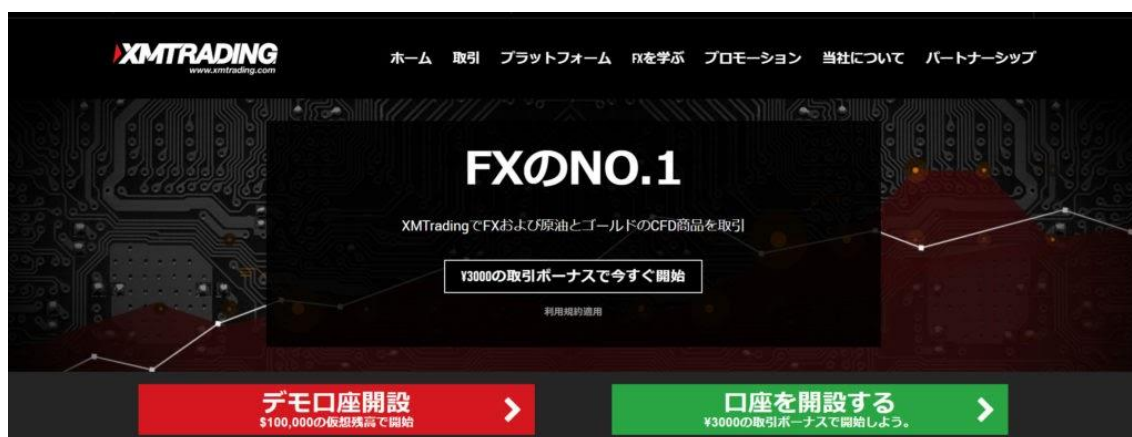 XMTRADING
www.xmtrading.com
ホーム 取引 プラットフォーム FXを学ぶ プロモーション 当社について パートナーシップ
FXのNO.1
XMTradingでFXおよび原油とゴールドのCFD商品を取引
¥3000の取引ボーナスで今すぐ開始
利用規約適用
デモ口座開設
$100,000の仮想残高で開始
口座を開設する
¥3000の取引ボーナスで開始しよう。